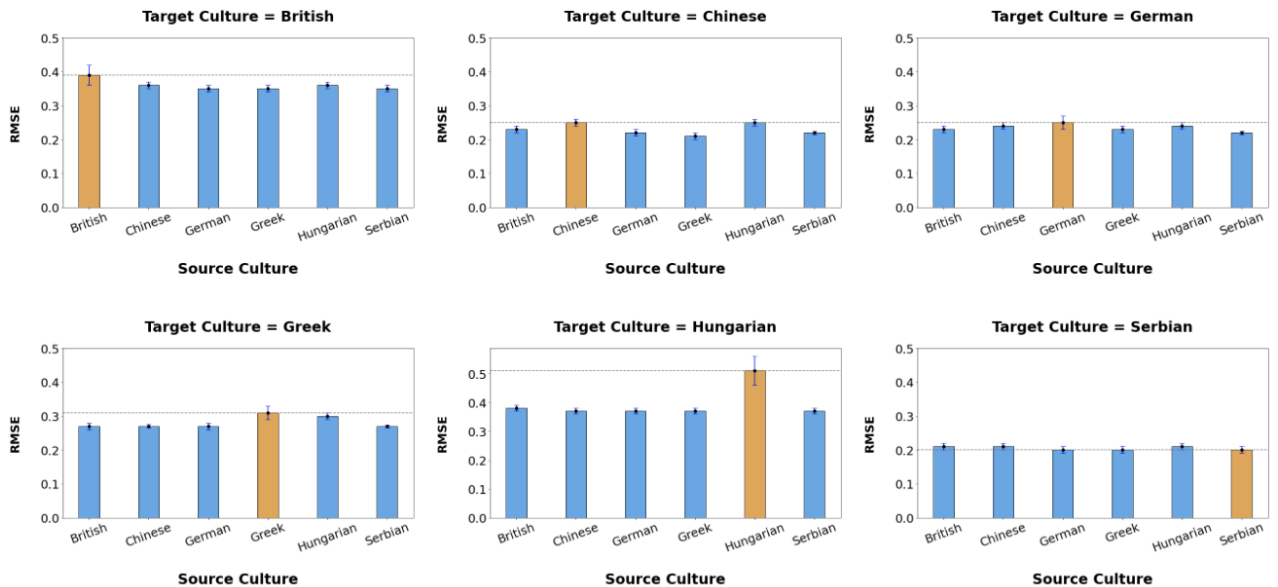 Target Culture = British
0.5
0.4
0.3
0.2
0.1
0.0
RMSE
British Chinese German Greek Hungarian Serbian
Source Culture
Target Culture = Chinese
0.5
0.4
0.3
0.2
0.1
0.0
RMSE
British Chinese German Greek Hungarian Serbian
Source Culture
Target Culture = German
0.5
0.4
0.3
0.2
0.1
0.0
RMSE
British Chinese German Greek Hungarian Serbian
Source Culture
Target Culture = Greek
0.5
0.4
0.3
0.2
0.1
0.0
RMSE
British Chinese German Greek Hungarian Serbian
Source Culture
Target Culture = Hungarian
0.5
0.4
0.3
0.2
0.1
0.0
RMSE
British Chinese German Greek Hungarian Serbian
Source Culture
Target Culture = Serbian
0.5
0.4
0.3
0.2
0.1
0.0
RMSE
British Chinese German Greek Hungarian Serbian
Source Culture